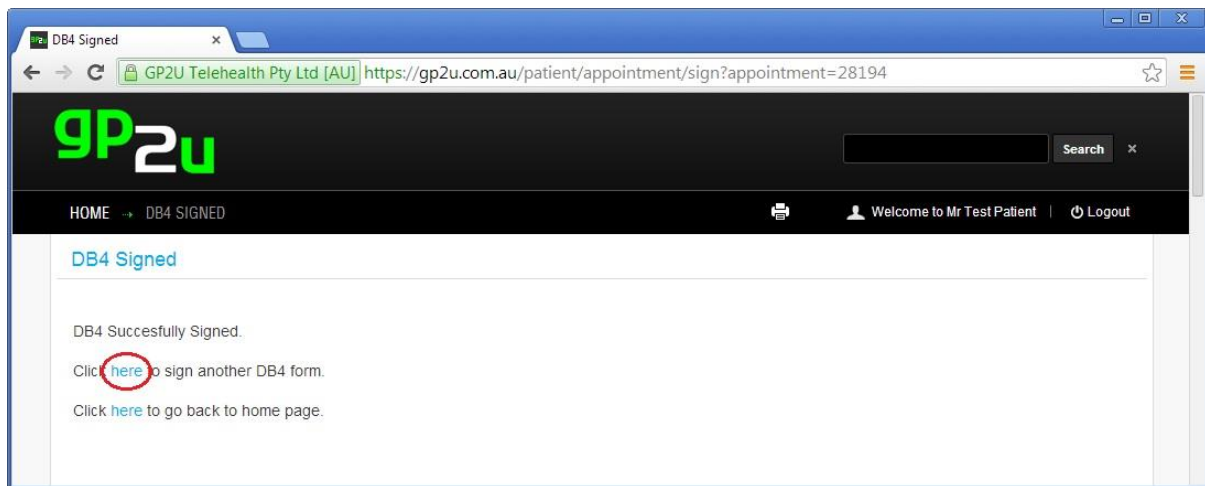 gp2u DB4 Signed
GP2U Telehealth Pty Ltd [AU] https://gp2u.com.au/patient/appointment/sign?appointment=28194
gp2u
Search
HOME DB4 SIGNED Welcome to Mr Test Patient | Logout
DB4 Signed
DB4 Succesfully Signed.
Click here to sign another DB4 form.
Click here to go back to home page.